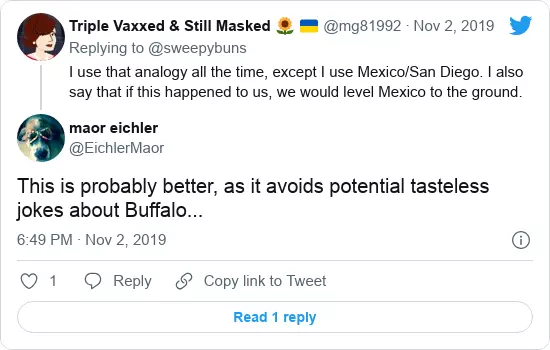 Triple Vaxxed & Still Masked 🌻 🇺🇦 @mg81992 · Nov 2, 2019
Replying to @sweepybuns
I use that analogy all the time, except I use Mexico/San Diego. I also
say that if this happened to us, we would level Mexico to the ground.
maor eichler
@EichlerMaor
This is probably better, as it avoids potential tasteless
jokes about Buffalo...
6:49 PM · Nov 2, 2019
1 Reply Copy link to Tweet
Read 1 reply